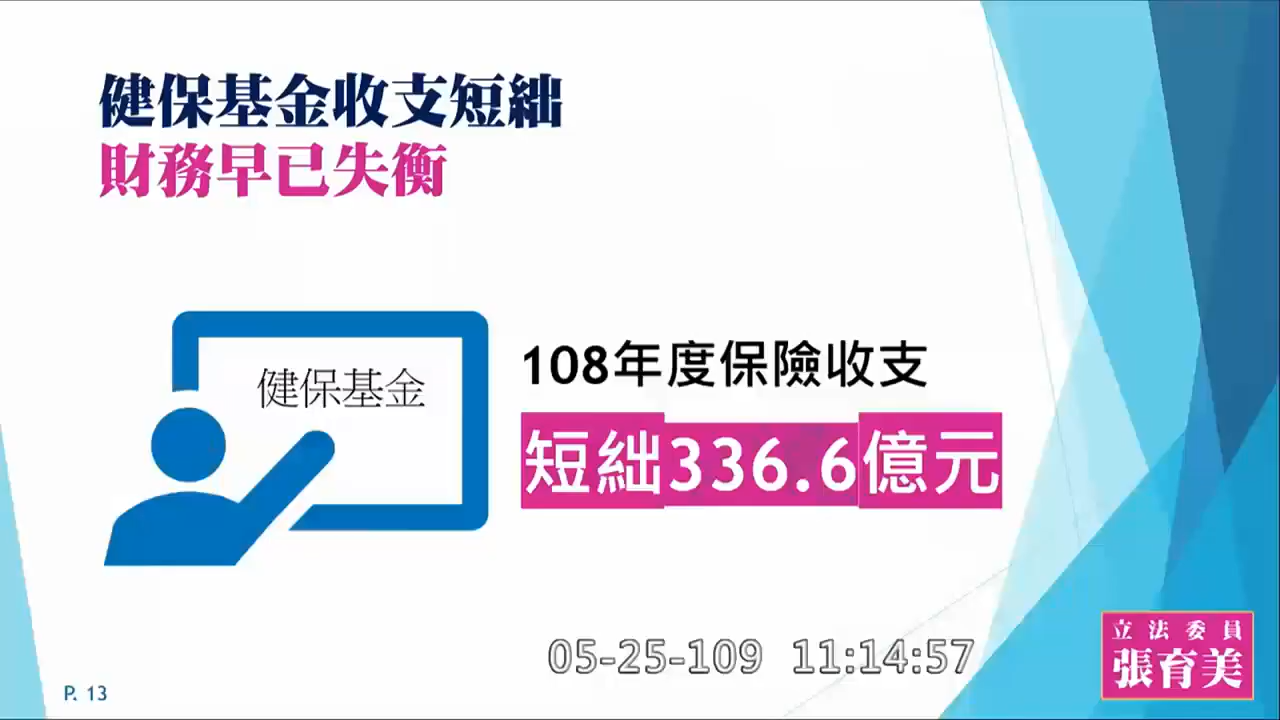 健保基金收支短絀
財務早已失衡
健保基金
108年度保險收支
短絀336.6億元
05-25-109 11:14:57
立法委員
張育美
P. 13